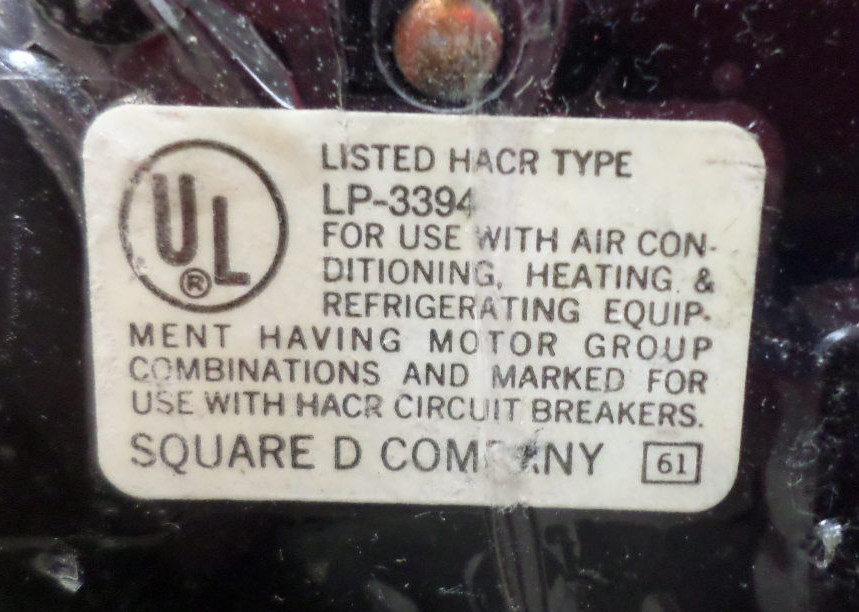 UL®
LISTED HACR TYPE
LP-3394
FOR USE WITH AIR CON-
DITIONING, HEATING &
REFRIGERATING EQUIP-
MENT HAVING MOTOR GROUP
COMBINATIONS AND MARKED FOR
USE WITH HACR CIRCUIT BREAKERS.
SQUARE D COMPANY 61